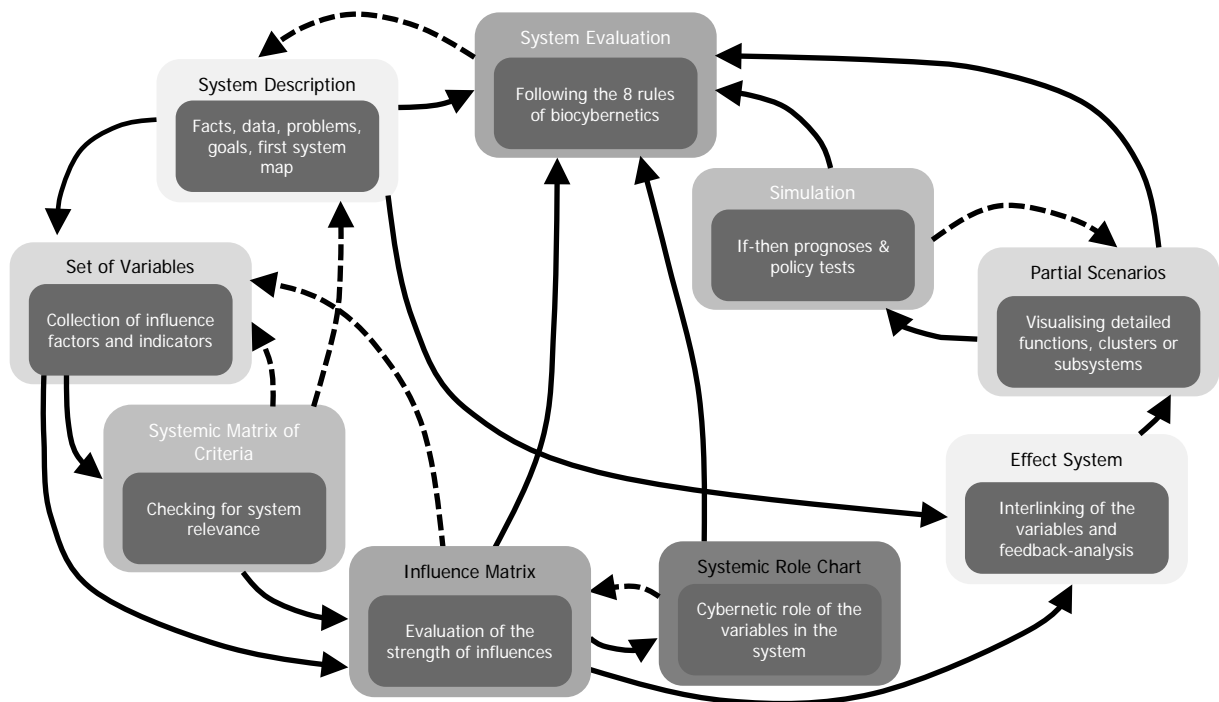 System Evaluation
Following the 8 rules
of biocybernetics
System Description
Facts, data, problems,
goals, first system
map
Simulation
If-then prognoses &
policy tests
Set of Variables
Collection of influence
factors and indicators
Partial Scenarios
Visualising detailed
functions, clusters or
subsystems
Systemic Matrix of
Criteria
Checking for system
relevance
Effect System
Interlinking of the
variables and
feedback-analysis
Influence Matrix
Evaluation of the
strength of influences
Systemic Role Chart
Cybernetic role of the
variables in the
system